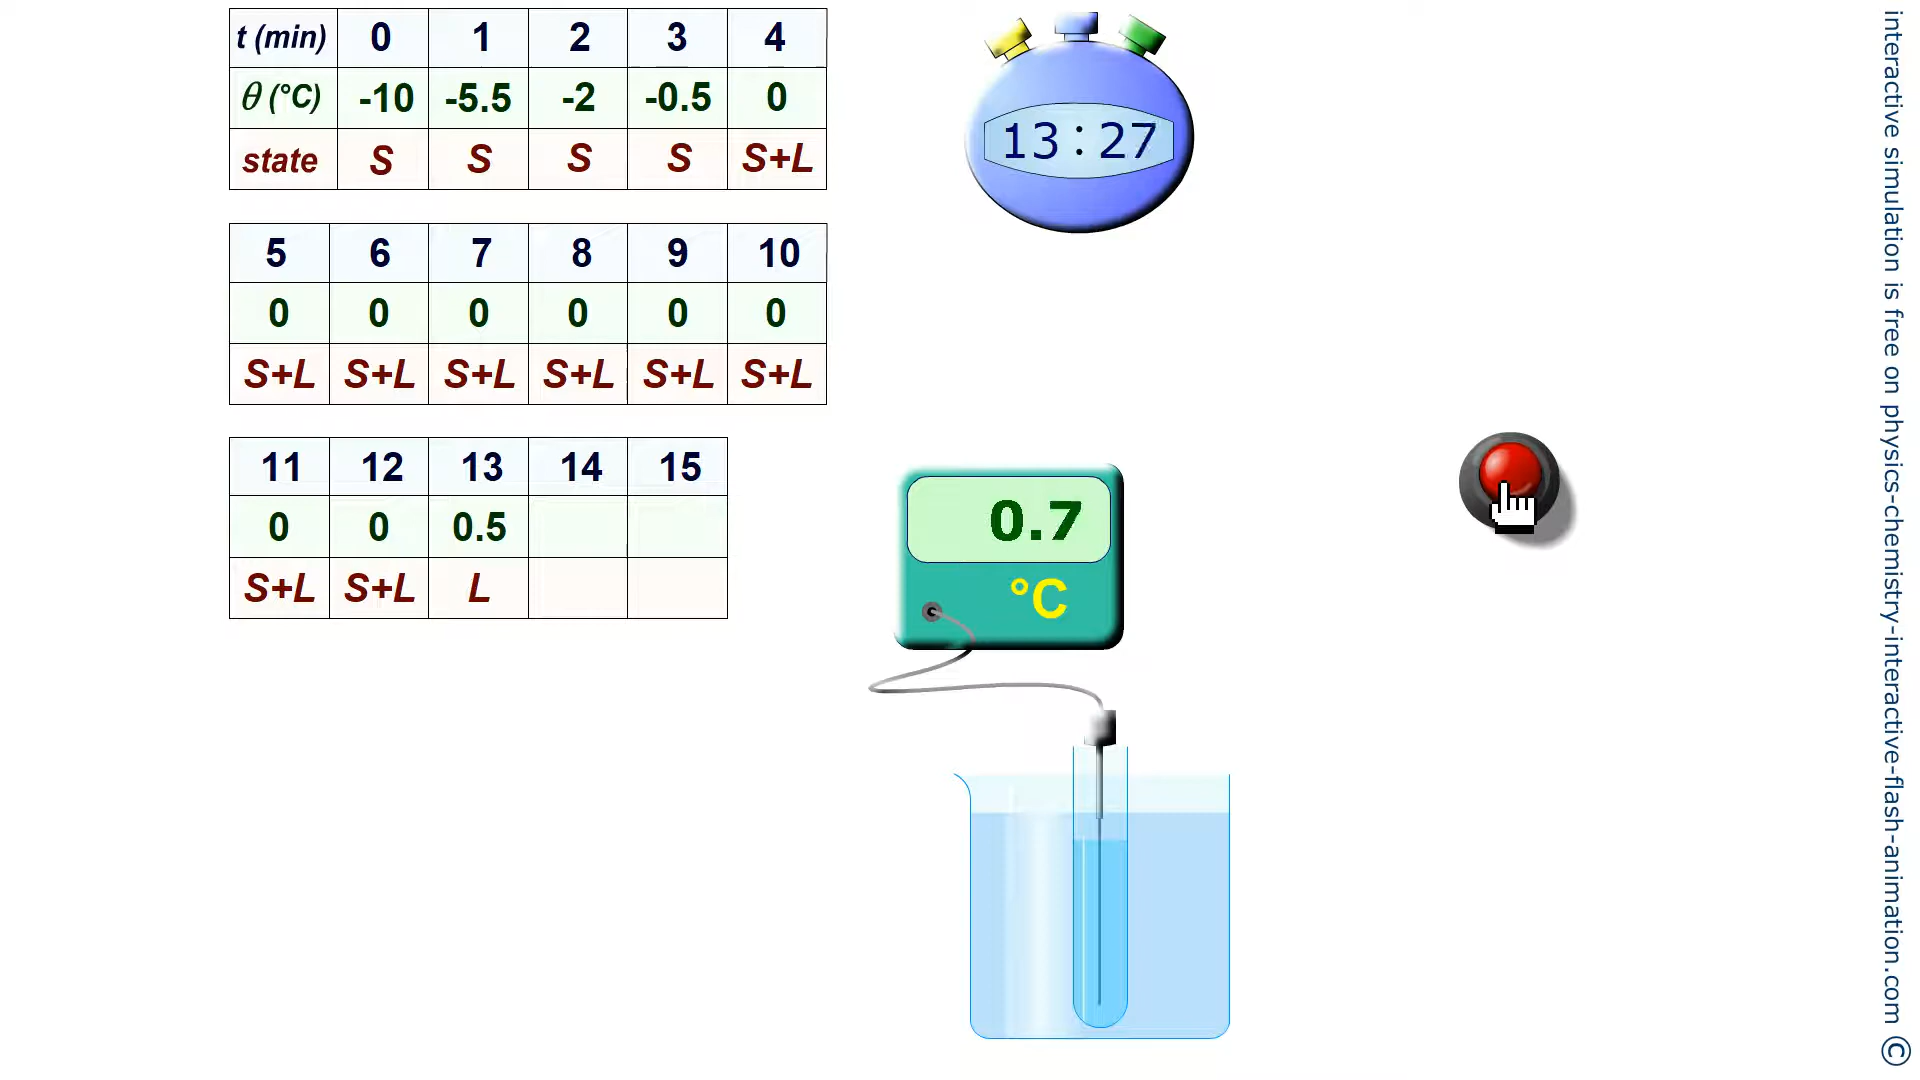 t (min) 0 1 2 3 4
θ (°C) -10 -5.5 -2 -0.5 0
state S S S S S+L
5 6 7 8 9 10
0 0 0 0 0 0
S+L S+L S+L S+L S+L S+L
11 12 13 14 15
0 0 0.5
S+L S+L L
13:27
0.7
°C
interactive simulation is free on physics-chemistry-interactive-flash-animation.com ©